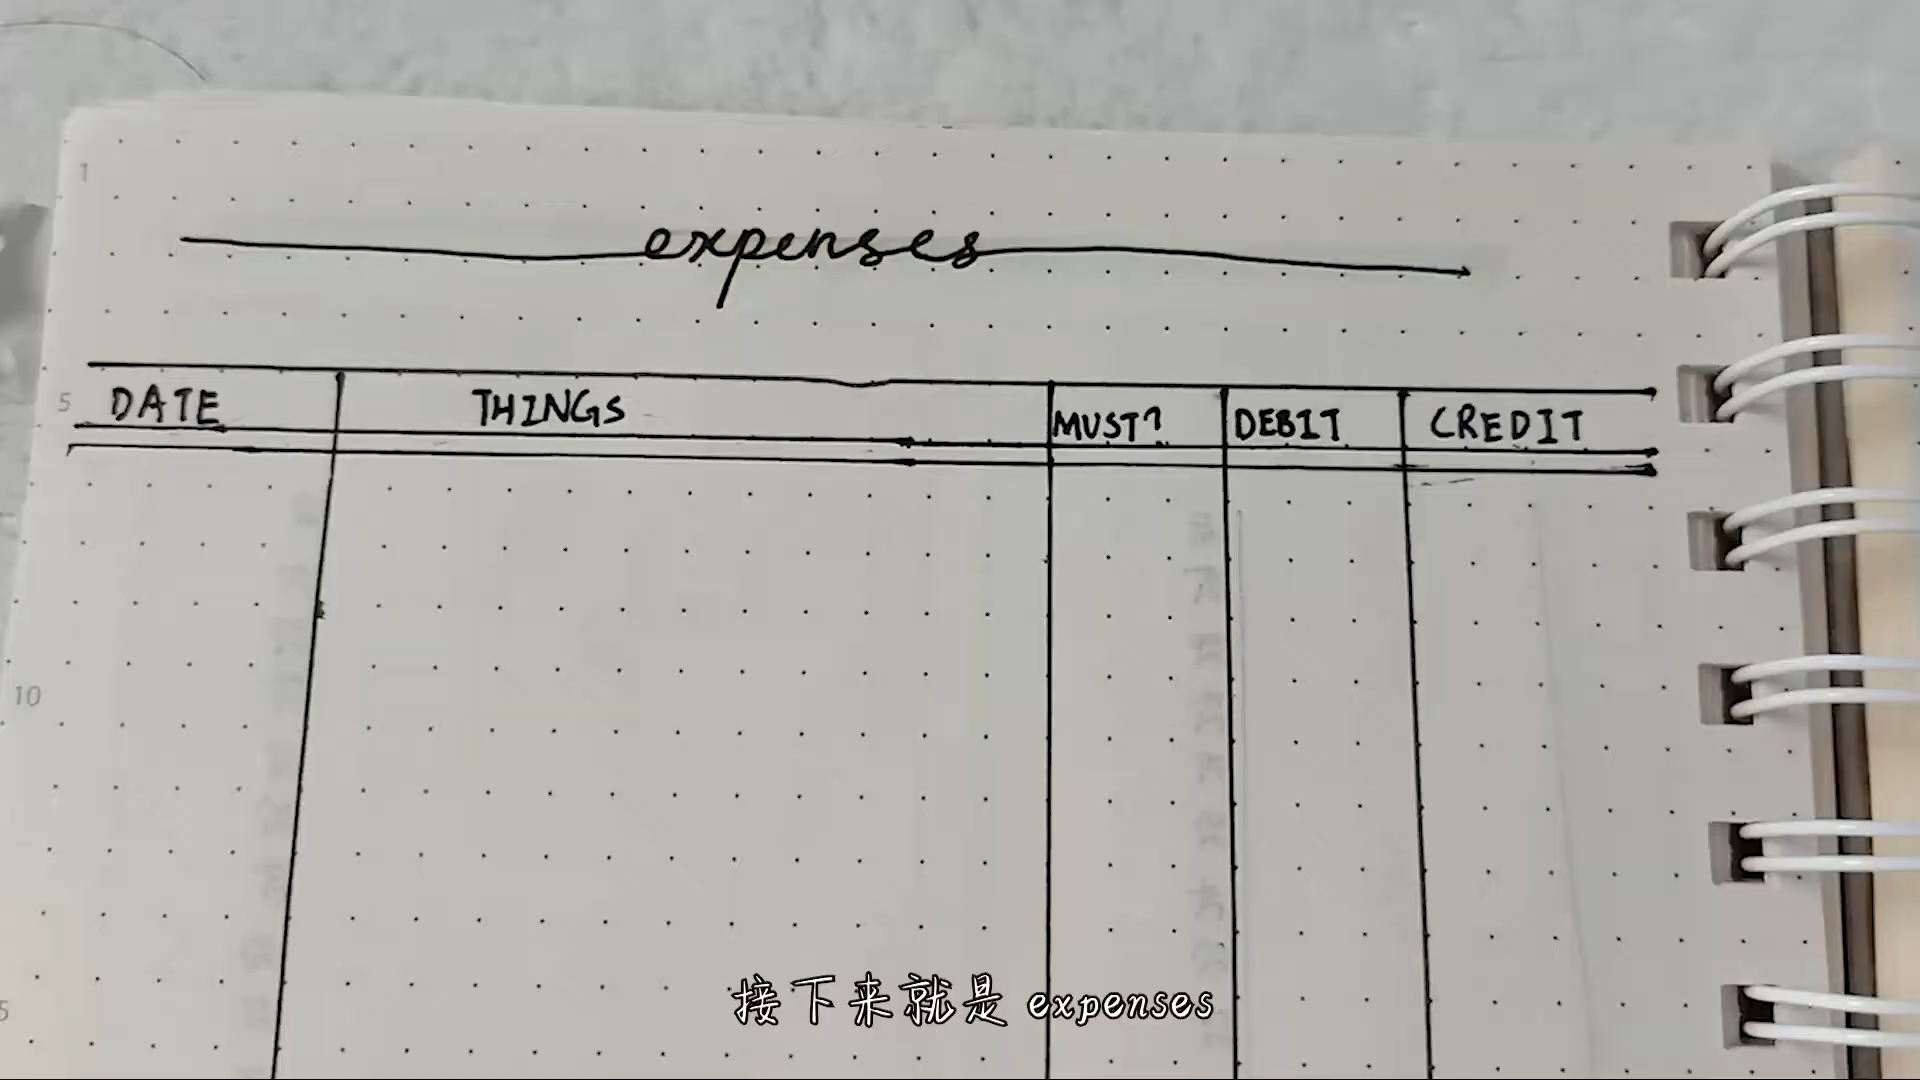 1
expenses
5
DATE THINGS MUST? DEBIT CREDIT
10
接下来就是 expenses